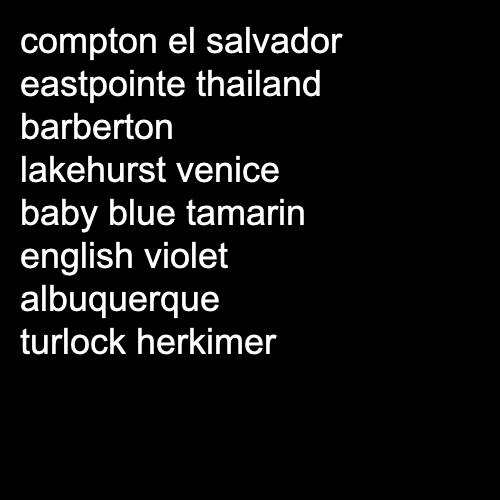 compton el salvador
eastpointe thailand
barberton
lakehurst venice
baby blue tamarin
english violet
albuquerque
turlock herkimer